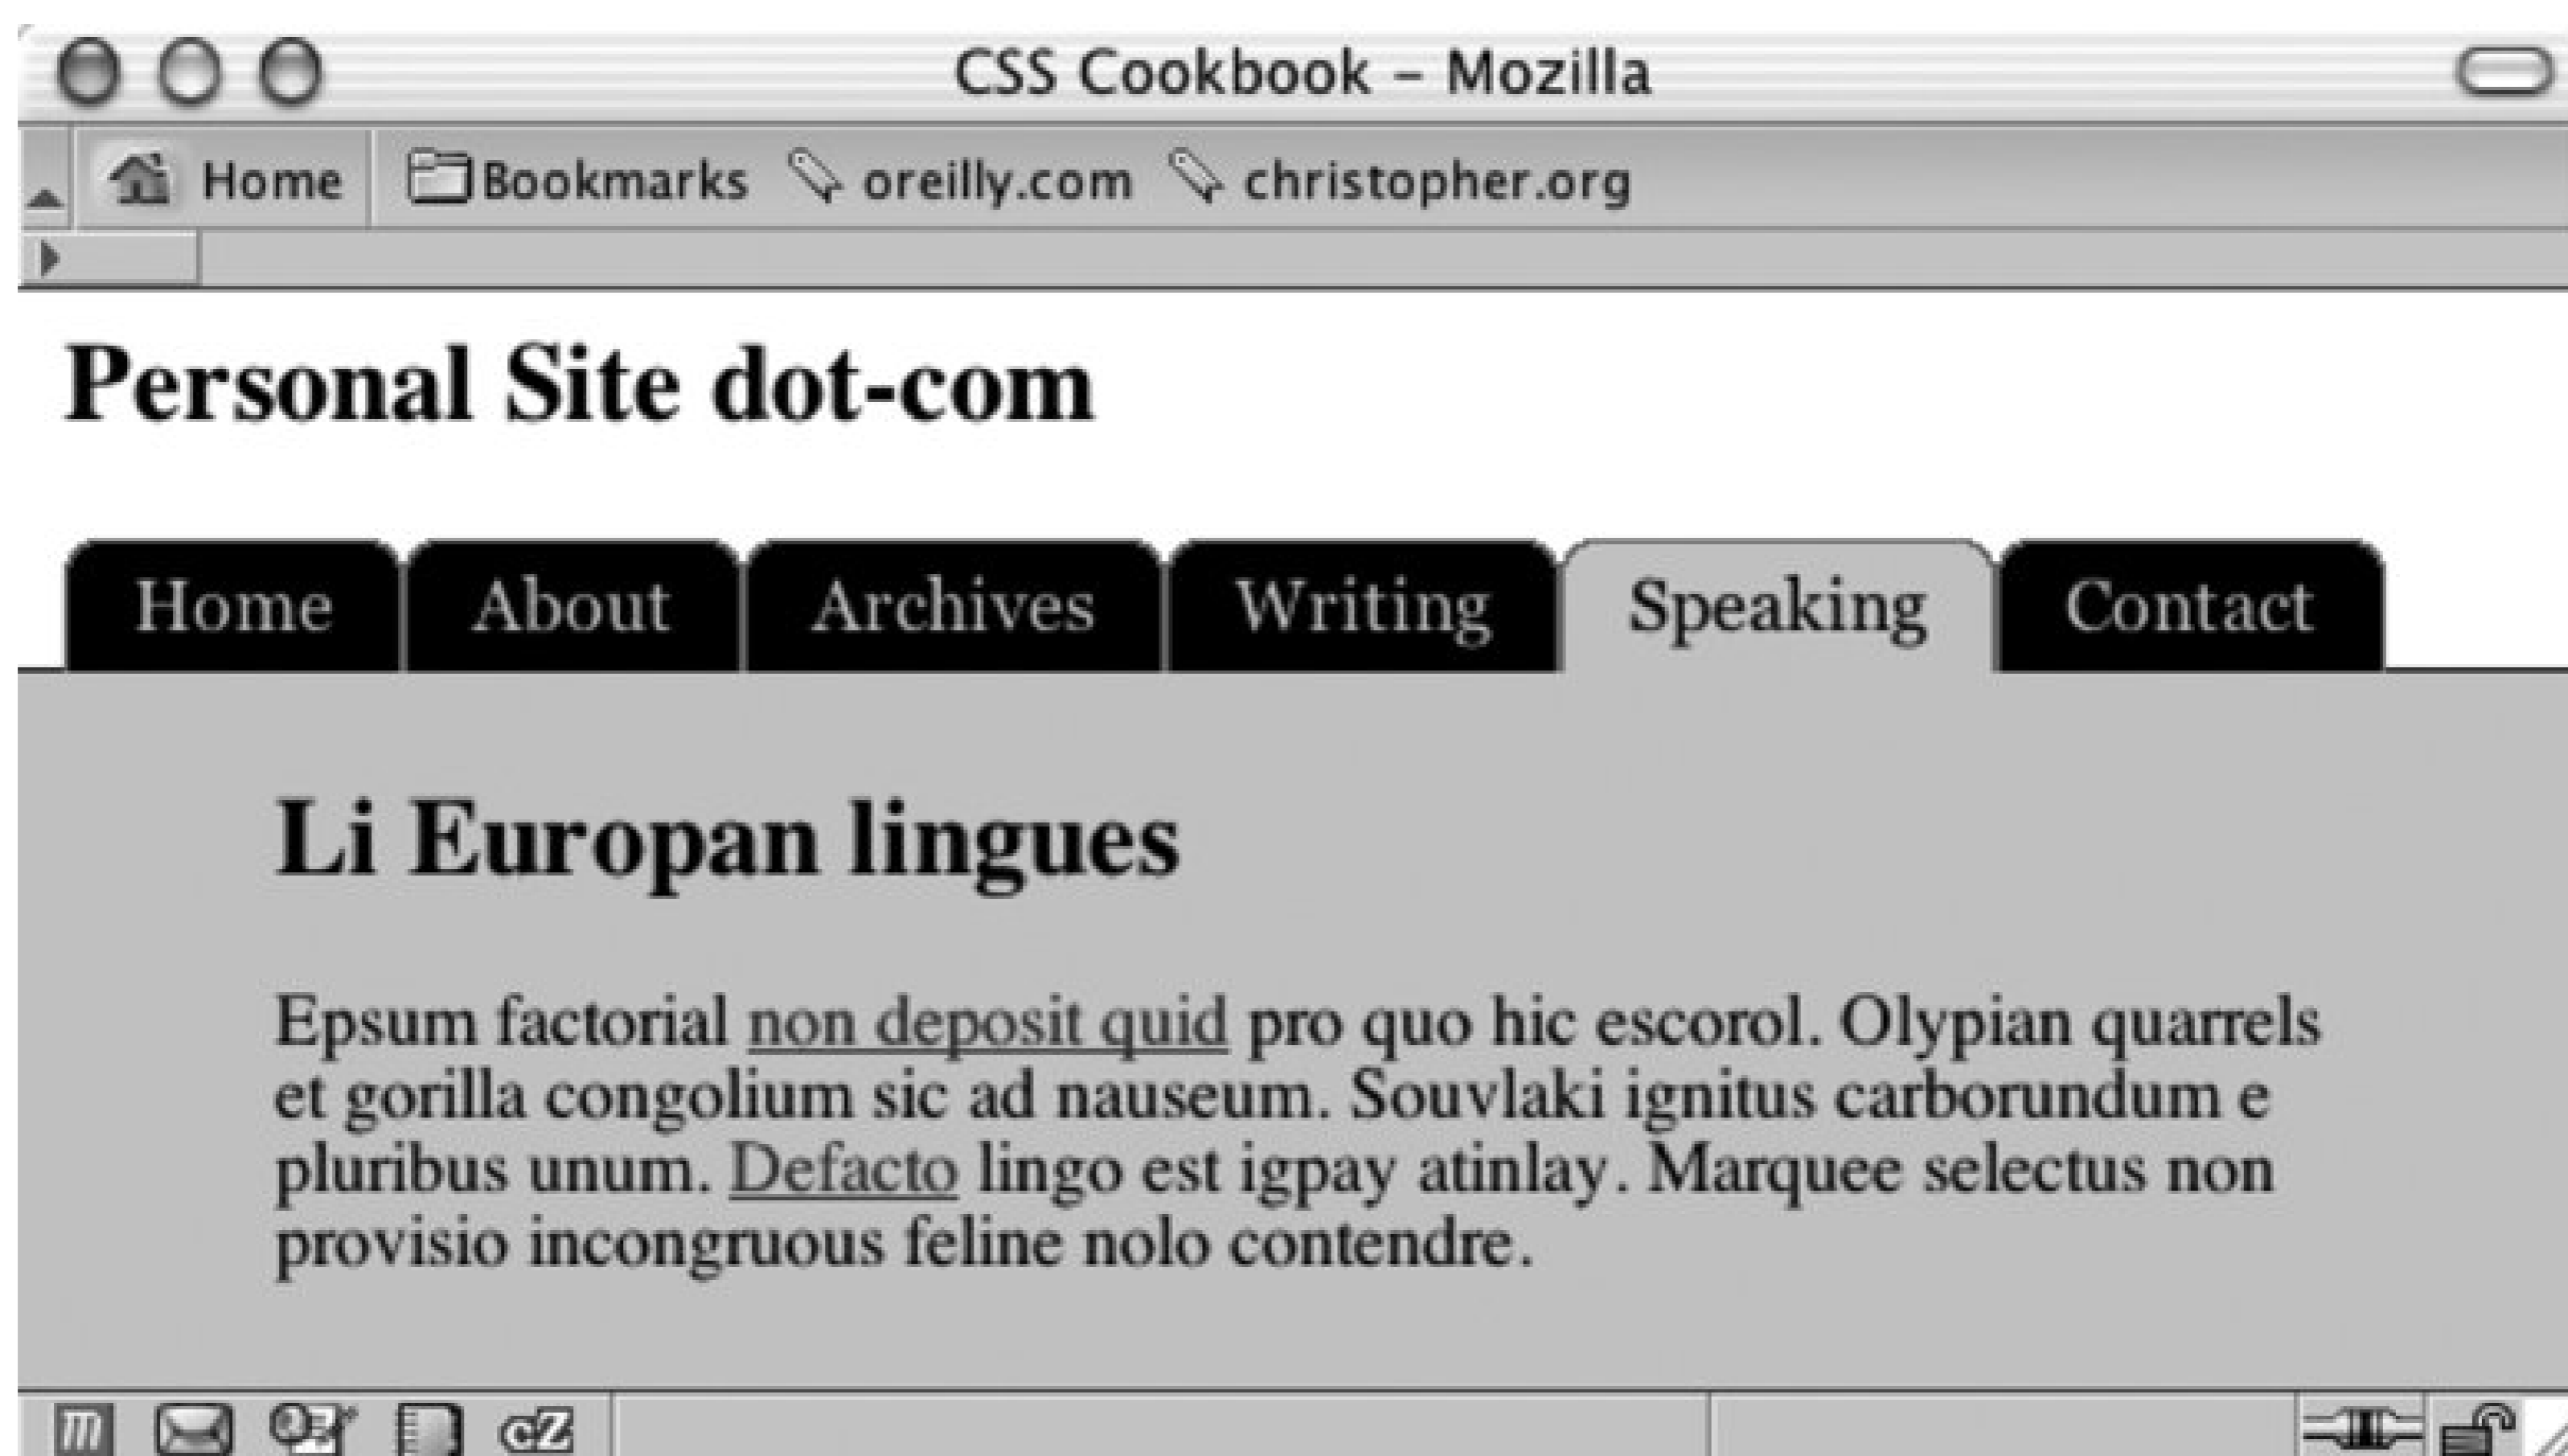 CSS Cookbook – Mozilla
Home Bookmarks oreilly.com christopher.org
Personal Site dot-com
Home About Archives Writing Speaking Contact
Li Europan lingues
Epsum factorial non deposit quid pro quo hic escorol. Olypian quarrels
et gorilla congolium sic ad nauseum. Souvlaki ignitus carborundum e
pluribus unum. Defacto lingo est igpay atinlay. Marquee selectus non
provisio incongruous feline nolo contendre.
m cZ